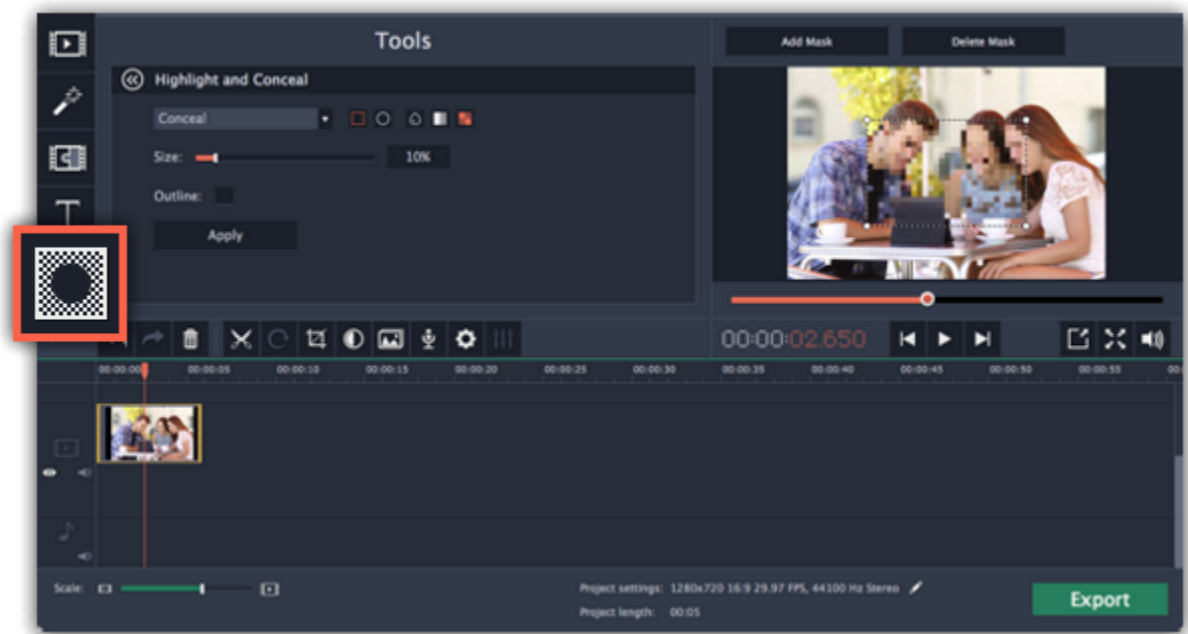 Tools
Add Mask
Delete Mask
Highlight and Conceal
Conceal
Size:
10%
Outline:
Apply
T
00:00:02.650
00:00:00
00:00:05
00:00:10
00:00:15
00:00:20
00:00:25
00:00:30
00:00:35
00:00:40
00:00:45
00:00:50
00:00:55
Scale:
Project settings: 1280x720 16:9 29.97 FPS, 44100 Hz Stereo
Project length: 00:05
Export